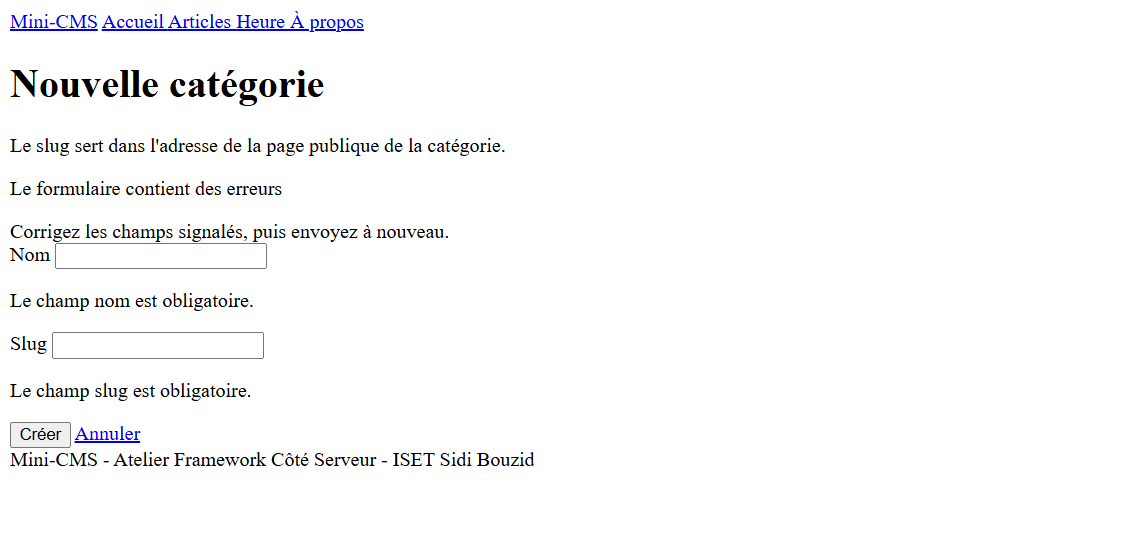 Mini-CMS Accueil Articles Heure À propos
Nouvelle catégorie
Le slug sert dans l'adresse de la page publique de la catégorie.
Le formulaire contient des erreurs
Corrigez les champs signalés, puis envoyez à nouveau.
Nom
Le champ nom est obligatoire.
Slug
Le champ slug est obligatoire.
Créer Annuler
Mini-CMS - Atelier Framework Côté Serveur - ISET Sidi Bouzid